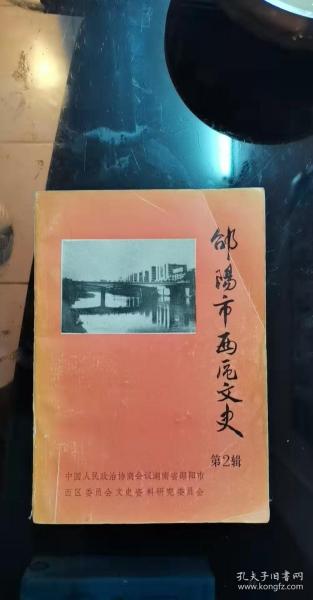 邵陽市西區文史
第2辑
中国人民政治协商会议湖南省邵阳市
西区委员会文史资料研究委员会
孔夫子旧书网
www.kongfz.com